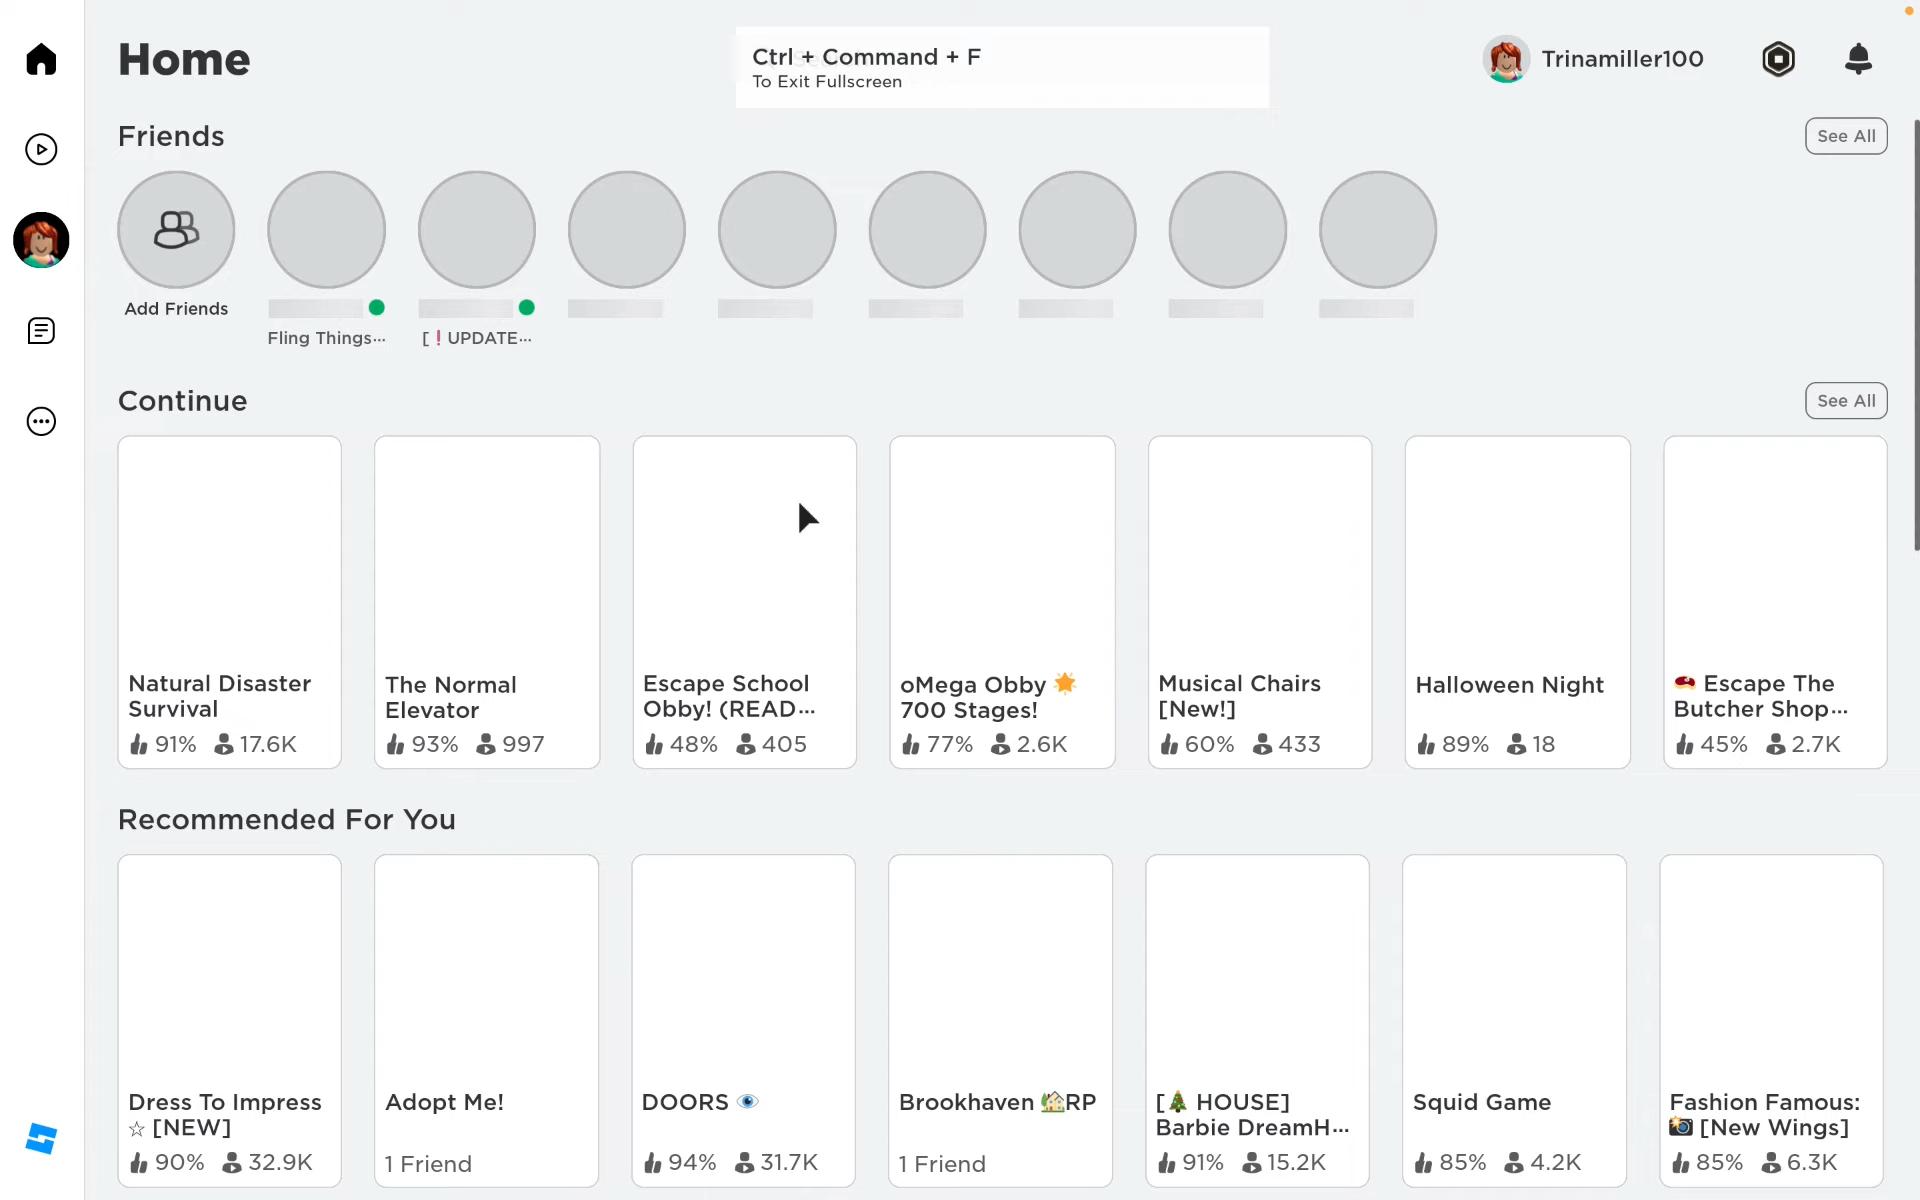 Home
Ctrl + Command + F
To Exit Fullscreen
Trinamiller100
Friends
See All
Add Friends
Fling Things...
[❗UPDATE...
Continue
See All
Natural Disaster
Survival
91% 17.6K
The Normal
Elevator
93% 997
Escape School
Obby! (READ...
48% 405
oMega Obby 🌟
700 Stages!
77% 2.6K
Musical Chairs
[New!]
60% 433
Halloween Night
89% 18
🥩 Escape The
Butcher Shop...
45% 2.7K
Recommended For You
Dress To Impress
☆ [NEW]
90% 32.9K
Adopt Me!
1 Friend
DOORS 👁️
94% 31.7K
Brookhaven 🏡RP
1 Friend
[🎄 HOUSE]
Barbie DreamH...
91% 15.2K
Squid Game
85% 4.2K
Fashion Famous:
📸 [New Wings]
85% 6.3K